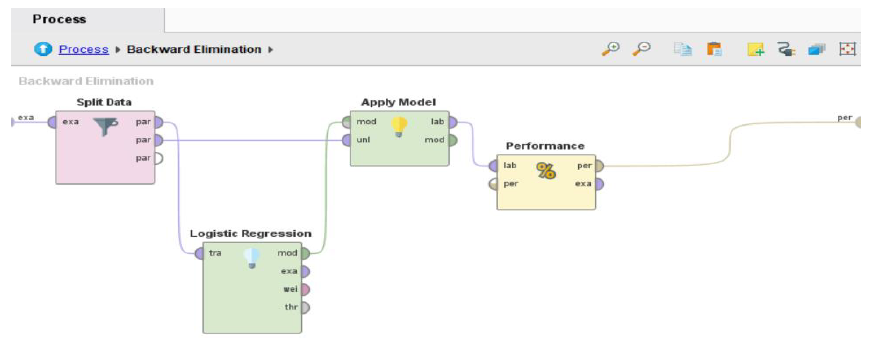 Process
Process ▸ Backward Elimination ▸
Backward Elimination
exa
Split Data
exa par
par
par
Apply Model
mod lab
unl mod
Performance
lab per
per exa
per
Logistic Regression
tra mod
exa
wei
thr